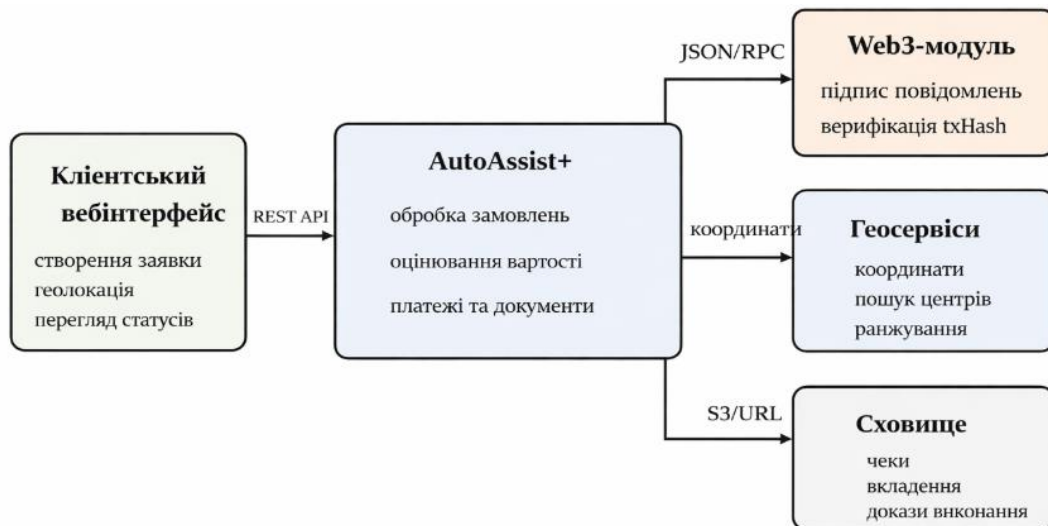 Кліентський
вебінтерфейс
створення заявки
геолокація
перегляд статусів
REST API
AutoAssist+
обробка замовлень
оцінювання вартості
платежі та документи
JSON/RPC
Web3-модуль
підпис повідомлень
верифікація txHash
координати
Геосервіси
координати
пошук центрів
ранжування
S3/URL
Сховище
чеки
вкладення
докази виконання